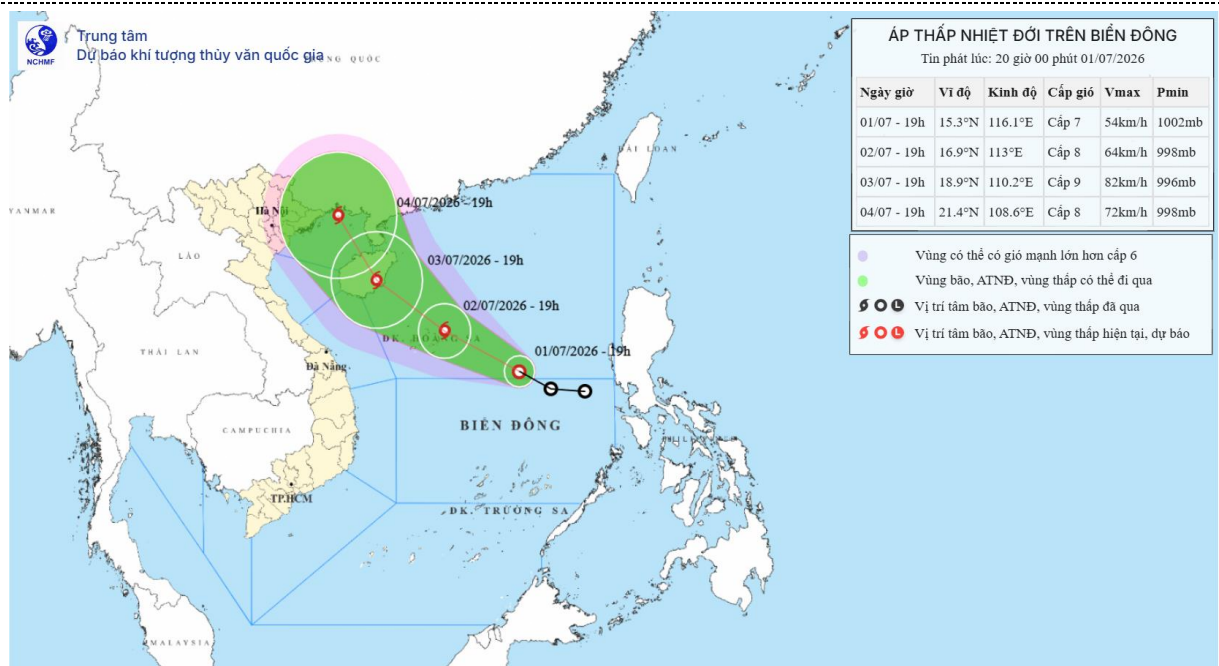 Trung tâm
Dự báo khí tượng thủy văn quốc gia
NCHMF
TRUNG QUỐC
ĐÀI LOAN
MYANMAR
Hà Nội
LÀO
THÁI LAN
Đà Nẵng
CAMPUCHIA
TP.HCM
MALAYSIA
04/07/2026 - 19h
03/07/2026 - 19h
02/07/2026 - 19h
ĐK. HOÀNG SA
01/07/2026 - 19h
BIỂN ĐÔNG
ĐK. TRƯỜNG SA
ÁP THẤP NHIỆT ĐỚI TRÊN BIỂN ĐÔNG
Tin phát lúc: 20 giờ 00 phút 01/07/2026
Ngày giờ Vĩ độ Kinh độ Cấp gió Vmax Pmin
01/07 - 19h 15.3°N 116.1°E Cấp 7 54km/h 1002mb
02/07 - 19h 16.9°N 113°E Cấp 8 64km/h 998mb
03/07 - 19h 18.9°N 110.2°E Cấp 9 82km/h 996mb
04/07 - 19h 21.4°N 108.6°E Cấp 8 72km/h 998mb
Vùng có thể có gió mạnh lớn hơn cấp 6
Vùng bão, ATNĐ, vùng thấp có thể đi qua
Vị trí tâm bão, ATNĐ, vùng thấp đã qua
Vị trí tâm bão, ATNĐ, vùng thấp hiện tại, dự báo